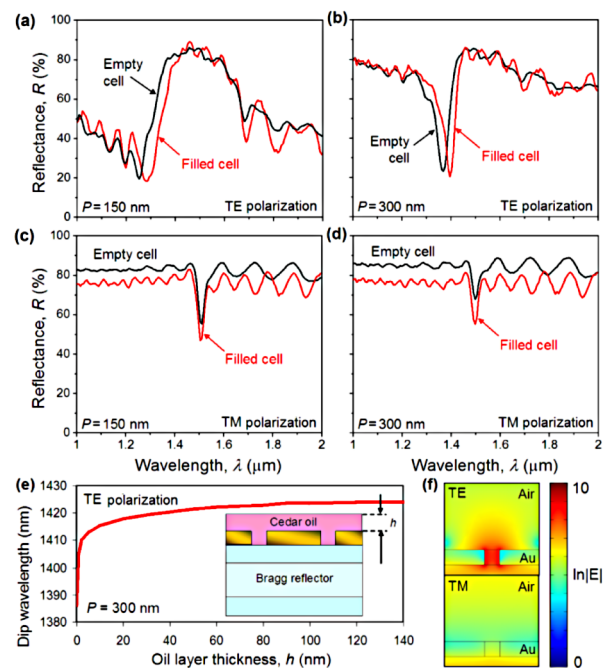 (a)
100
80
60
40
20
0
Reflectance, R (%)
Empty cell
Filled cell
P = 150 nm
TE polarization
(b)
Empty cell
Filled cell
P = 300 nm
TE polarization
(c)
100
80
60
40
20
0
Reflectance, R (%)
Empty cell
Filled cell
P = 150 nm
TM polarization
1 1.2 1.4 1.6 1.8 2
Wavelength, λ (μm)
(d)
Empty cell
Filled cell
P = 300 nm
TM polarization
1 1.2 1.4 1.6 1.8 2
Wavelength, λ (μm)
(e)
1430
1420
1410
1400
1390
1380
Dip wavelength (nm)
TE polarization
Cedar oil
h
Bragg reflector
P = 300 nm
0 20 40 60 80 100 120 140
Oil layer thickness, h (nm)
(f)
TE Air
Au
TM Air
Au
10
ln|E|
0